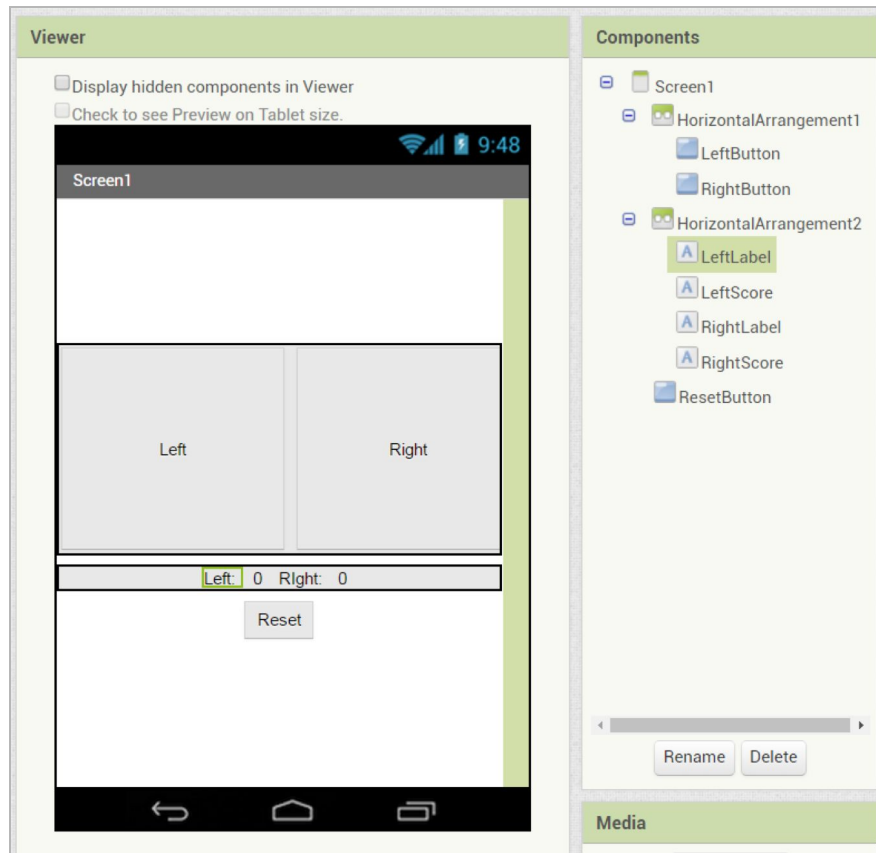 Viewer
Display hidden components in Viewer
Check to see Preview on Tablet size.
9:48
Screen1
Left
Right
Left: 0 RIght: 0
Reset
Components
Screen1
HorizontalArrangement1
LeftButton
RightButton
HorizontalArrangement2
A LeftLabel
A LeftScore
A RightLabel
A RightScore
ResetButton
Rename Delete
Media